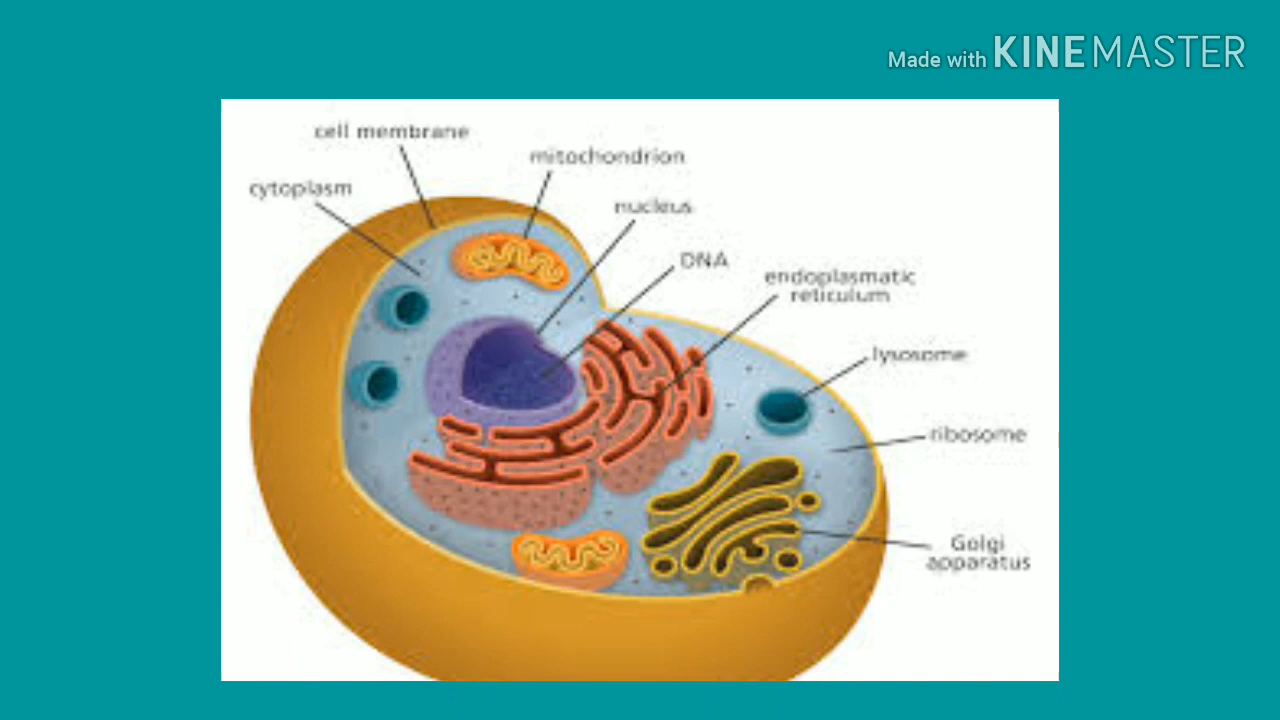 Made with KINEMASTER
cell membrane
mitochondrion
cytoplasm
nucleus
DNA
endoplasmatic
reticulum
lysosome
ribosome
Golgi
apparatus